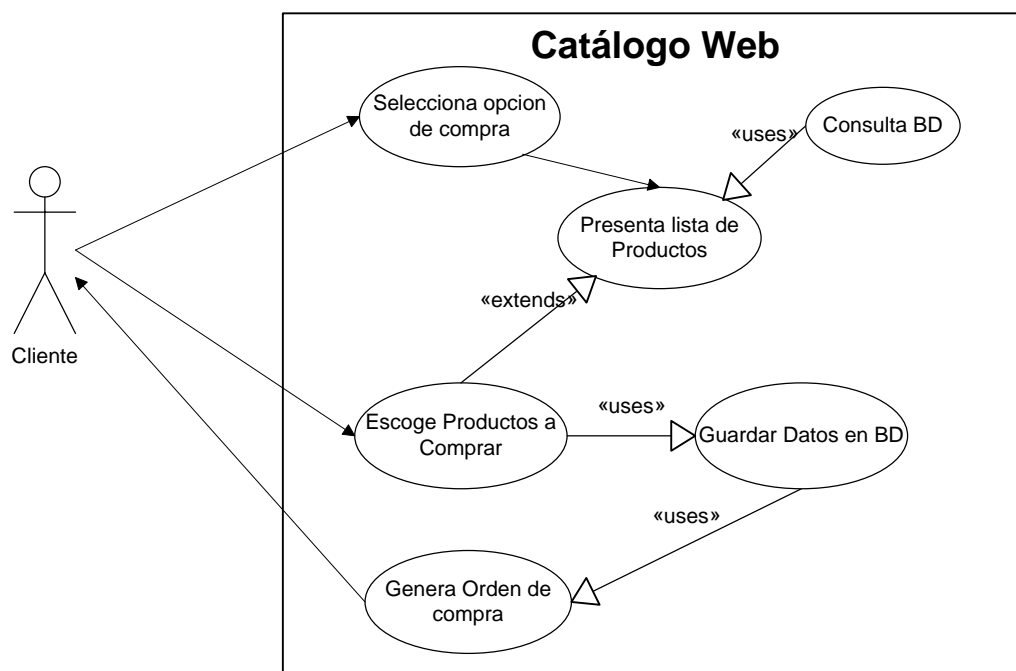 Catálogo Web
Selecciona opcion
de compra
«uses»
Consulta BD
Presenta lista de
Productos
«extends»
Cliente
Escoge Productos a
Comprar
«uses»
Guardar Datos en BD
«uses»
Genera Orden de
compra